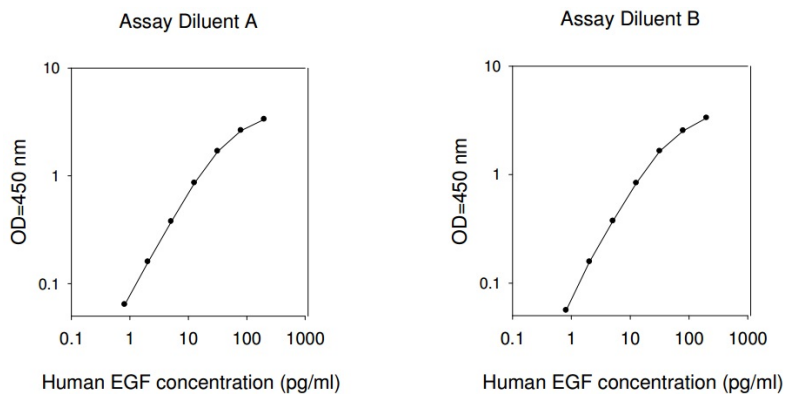 Assay Diluent A
10
1
0.1
OD=450 nm
0.1 1 10 100 1000
Human EGF concentration (pg/ml)
Assay Diluent B
10
1
0.1
OD=450 nm
0.1 1 10 100 1000
Human EGF concentration (pg/ml)